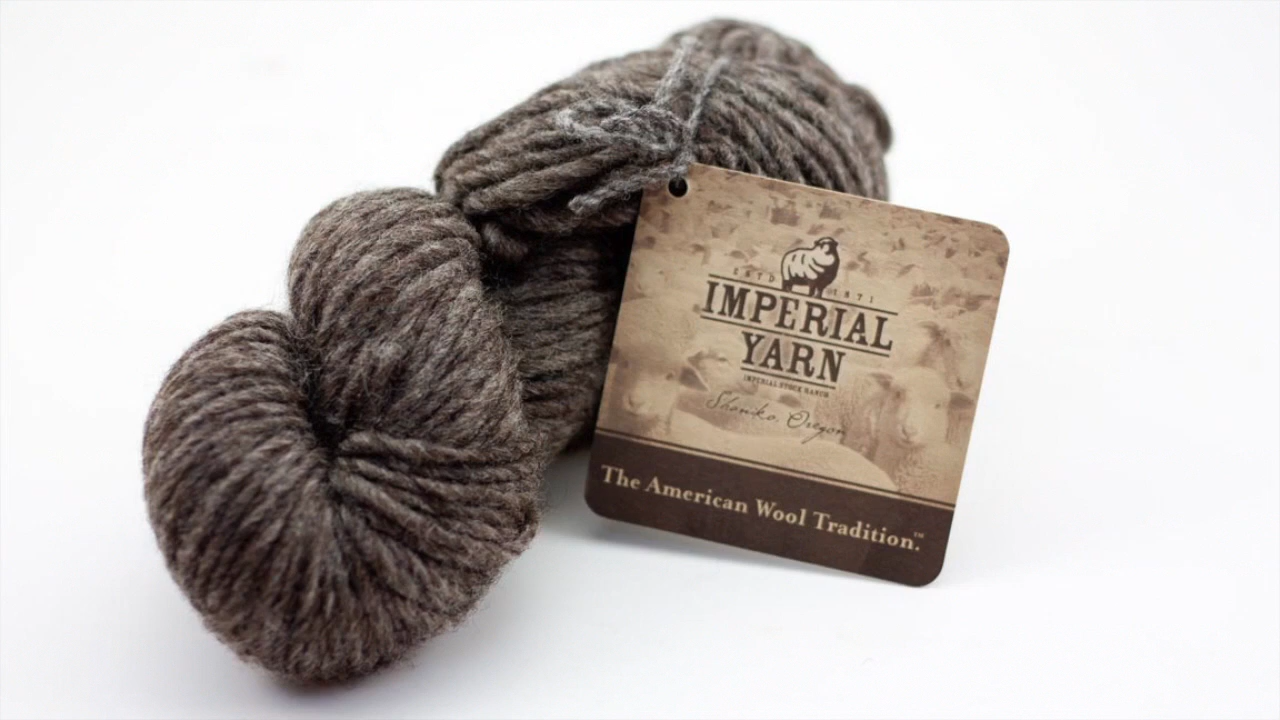 ESTD 1871
IMPERIAL
YARN
IMPERIAL STOCK RANCH
Shaniko, Oregon
The American Wool Tradition.™